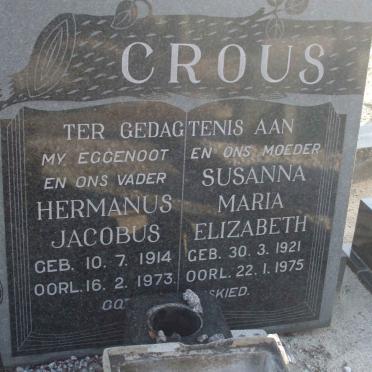 CROUS
TER GEDAGTENIS AAN
MY EGGENOOT
EN ONS VADER
HERMANUS
JACOBUS
GEB. 10.7.1914
OORL. 16.2.1973
EN ONS MOEDER
SUSANNA
MARIA
ELIZABETH
GEB. 30.3.1921
OORL. 22.1.1975